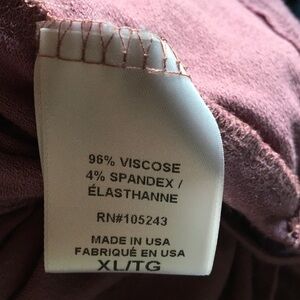 96% VISCOSE
4% SPANDEX /
ÉLASTHANNE
RN#105243
MADE IN USA
FABRIQUÉ EN USA
XL/TG